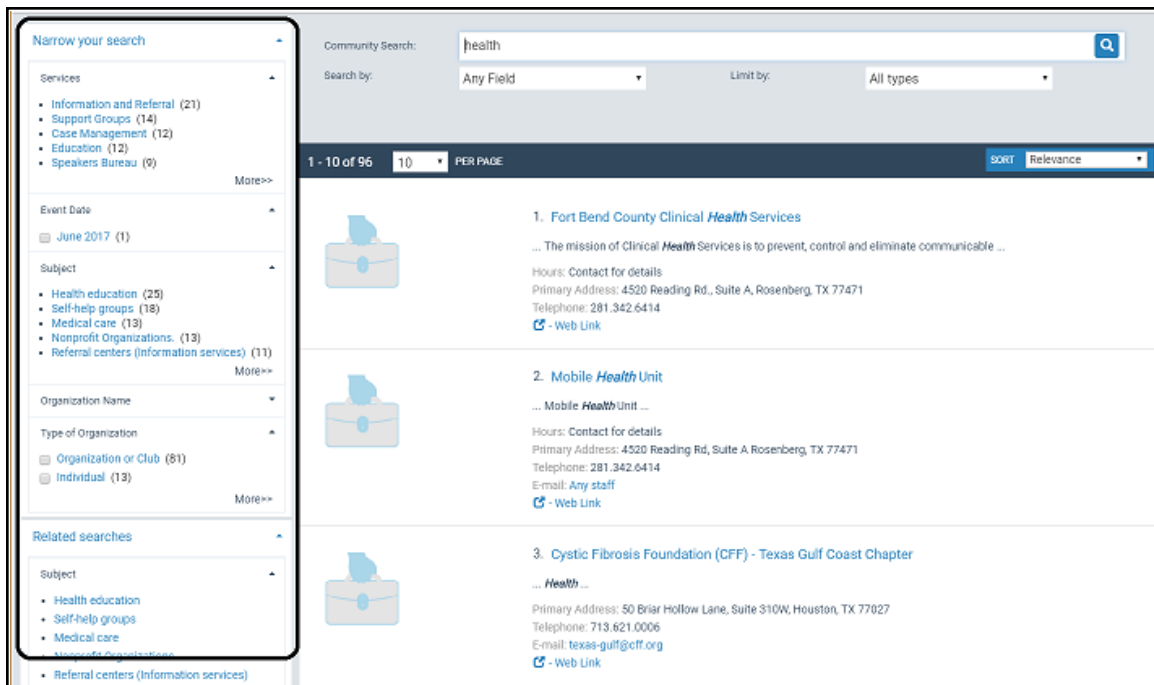 Narrow your search
Services
Information and Referral (21)
Support Groups (14)
Case Management (12)
Education (12)
Speakers Bureau (9)
More>>
Event Date
June 2017 (1)
Subject
Health education (25)
Self-help groups (18)
Medical care (13)
Nonprofit Organizations. (13)
Referral centers (Information services) (11)
More>>
Organization Name
Type of Organization
Organization or Club (81)
Individual (13)
More>>
Related searches
Subject
Health education
Self-help groups
Medical care
Nonprofit Organizations
Referral centers (Information services)
Community Search: health
Search by: Any Field Limit by: All types
1 - 10 of 96 10 PER PAGE SORT Relevance
1. Fort Bend County Clinical Health Services
... The mission of Clinical Health Services is to prevent, control and eliminate communicable ...
Hours: Contact for details
Primary Address: 4520 Reading Rd., Suite A, Rosenberg, TX 77471
Telephone: 281.342.6414
- Web Link
2. Mobile Health Unit
... Mobile Health Unit ...
Hours: Contact for details
Primary Address: 4520 Reading Rd, Suite A Rosenberg, TX 77471
Telephone: 281.342.6414
E-mail: Any staff
- Web Link
3. Cystic Fibrosis Foundation (CFF) - Texas Gulf Coast Chapter
... Health ...
Primary Address: 50 Briar Hollow Lane, Suite 310W, Houston, TX 77027
Telephone: 713.621.0006
E-mail: texas-gulf@cff.org
- Web Link